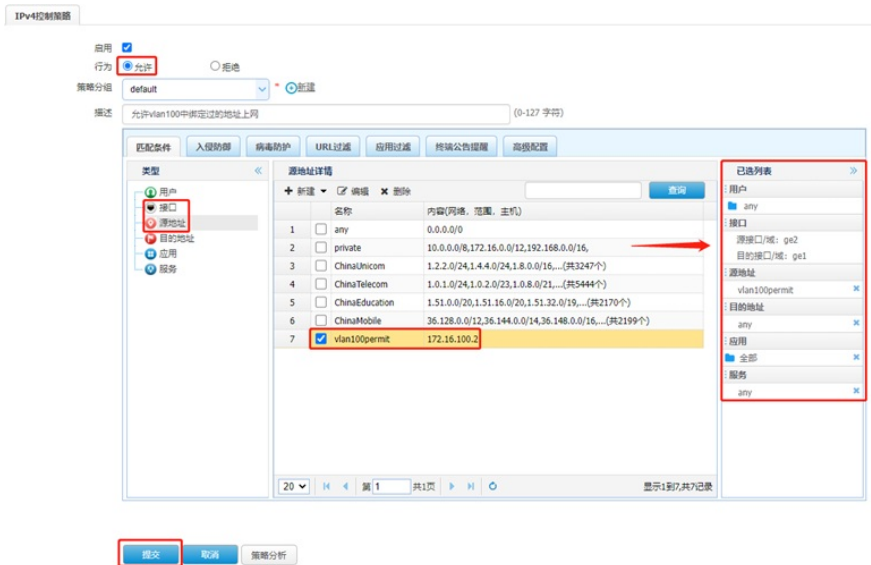 IPv4控制策略
启用
行为 允许 拒绝
策略分组 default * 新建
描述 允许vlan100中绑定过的地址上网 (0-127 字符)
匹配条件 入侵防御 病毒防护 URL过滤 应用过滤 终端公告提醒 高级配置
类型 « 源地址详情 已选列表 »
用户
接口
源地址
目的地址
应用
服务
新建 编辑 删除 查询
名称 内容(网络, 范围, 主机)
1 any 0.0.0.0/0
2 private 10.0.0.0/8,172.16.0.0/12,192.168.0.0/16,
3 ChinaUnicom 1.2.2.0/24,1.4.4.0/24,1.8.0.0/16,...(共3247个)
4 ChinaTelecom 1.0.1.0/24,1.0.2.0/23,1.0.8.0/21,...(共5444个)
5 ChinaEducation 1.51.0.0/20,1.51.16.0/20,1.51.32.0/19,...(共2170个)
6 ChinaMobile 36.128.0.0/12,36.144.0.0/14,36.148.0.0/16,...(共2199个)
7 vlan100permit 172.16.100.2
用户
any
接口
源接口/域: ge2
目的接口/域: ge1
源地址
vlan100permit
目的地址
any
应用
全部
服务
any
20 第 1 共1页 显示1到7,共7记录
提交 取消 策略分析